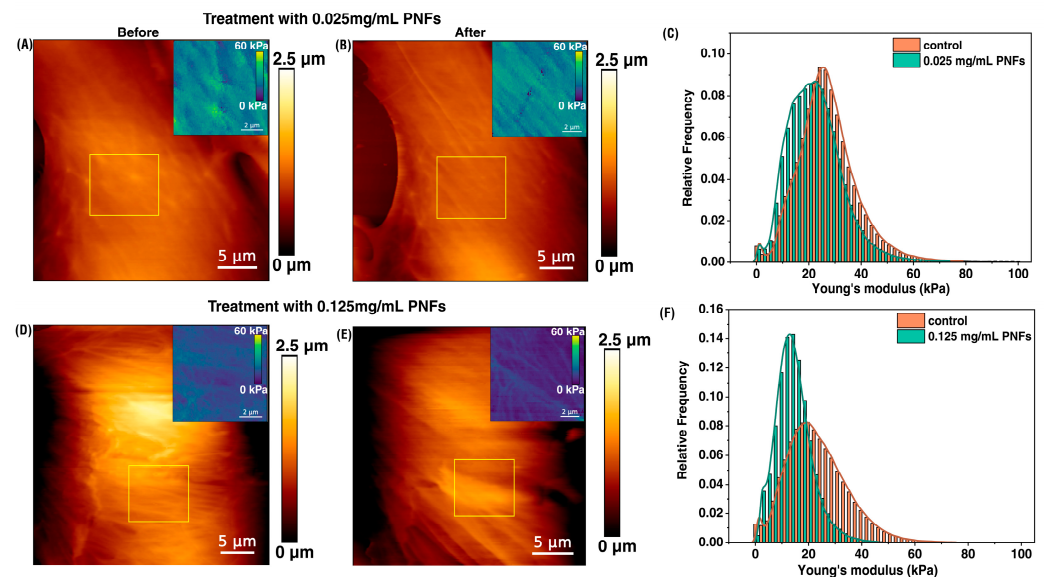 Treatment with 0.025mg/mL PNFs
Before
After
(A)
60 kPa
0 kPa
2 μm
2.5 μm
0 μm
5 μm
(B)
60 kPa
0 kPa
2 μm
2.5 μm
0 μm
5 μm
(C)
control
0.025 mg/mL PNFs
Relative Frequency
0.10
0.08
0.06
0.04
0.02
0.00
0 20 40 60 80 100
Young's modulus (kPa)
Treatment with 0.125mg/mL PNFs
(D)
60 kPa
0 kPa
2 μm
2.5 μm
0 μm
5 μm
(E)
60 kPa
0 kPa
2 μm
2.5 μm
0 μm
5 μm
(F)
control
0.125 mg/mL PNFs
Relative Frequency
0.16
0.14
0.12
0.10
0.08
0.06
0.04
0.02
0.00
0 20 40 60 80 100
Young's modulus (kPa)